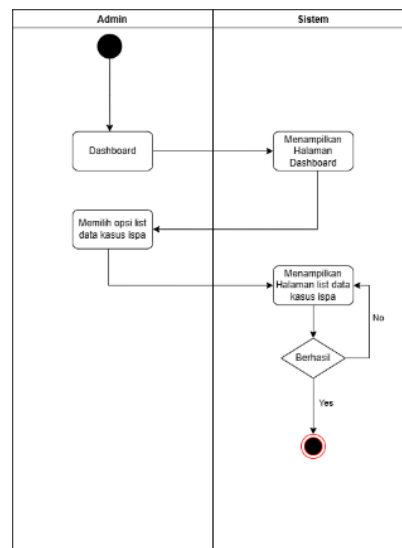 Admin
Sistem
Dashboard
Menampilkan
Halaman
Dashboard
Memilih opsi list
data kasus ispa
Menampilkan
Halaman list data
kasus ispa
No
Berhasil
Yes